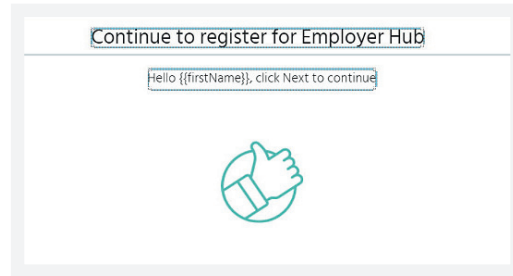 Continue to register for Employer Hub
Hello {{firstName}}, click Next to continue